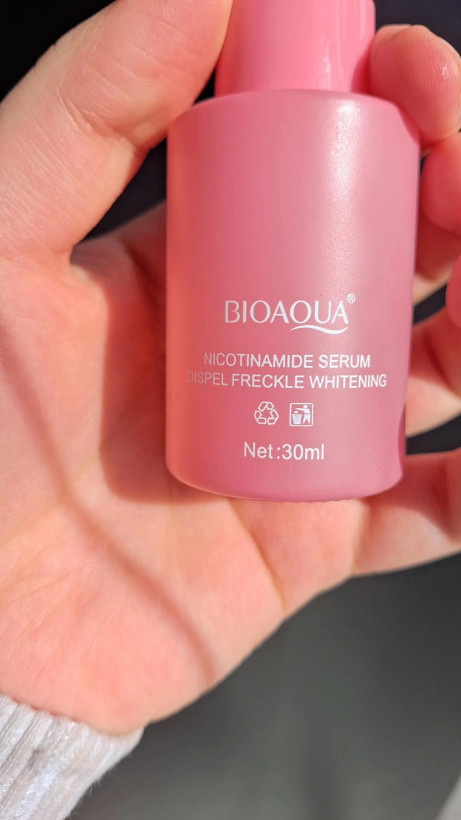 BIOAQUA®
NICOTINAMIDE SERUM
DISPEL FRECKLE WHITENING
Net:30ml